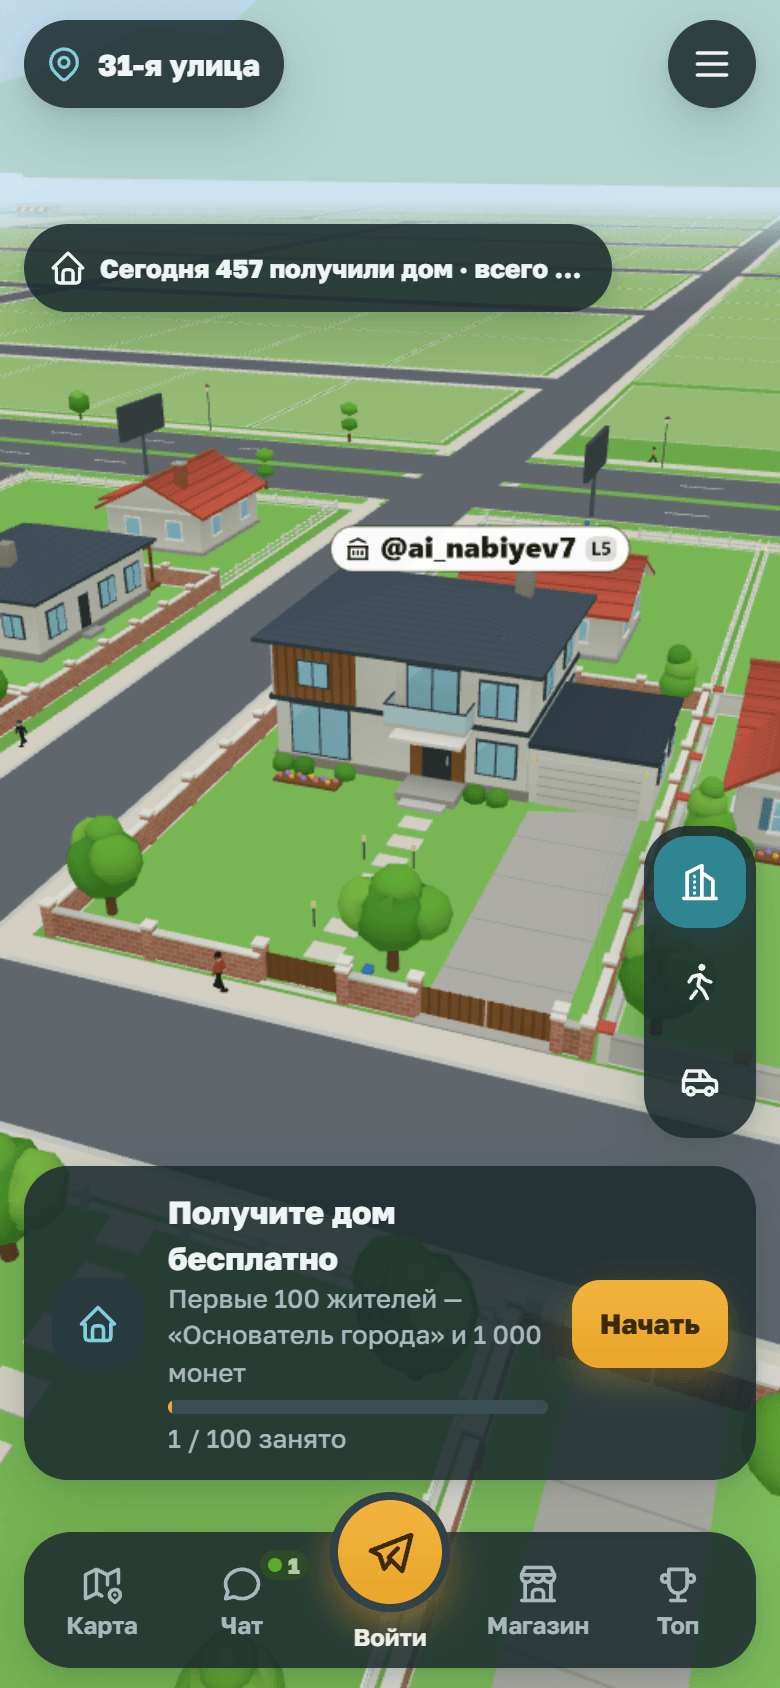 31-я улица
Сегодня 457 получили дом · всего ...
@ai_nabiyev7 L5
Получите дом
бесплатно
Первые 100 жителей —
«Основатель города» и 1 000
монет
Начать
1 / 100 занято
1
Карта
Чат
Войти
Магазин
Топ